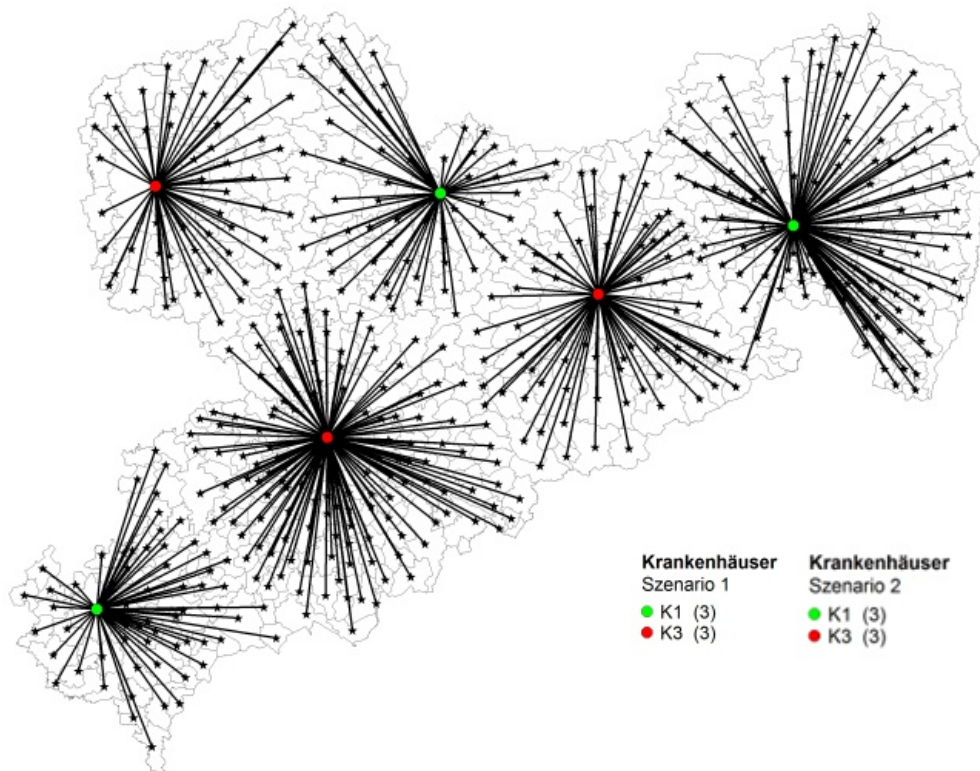 Krankenhäuser
Szenario 1
K1 (3)
K3 (3)
Krankenhäuser
Szenario 2
K1 (3)
K3 (3)